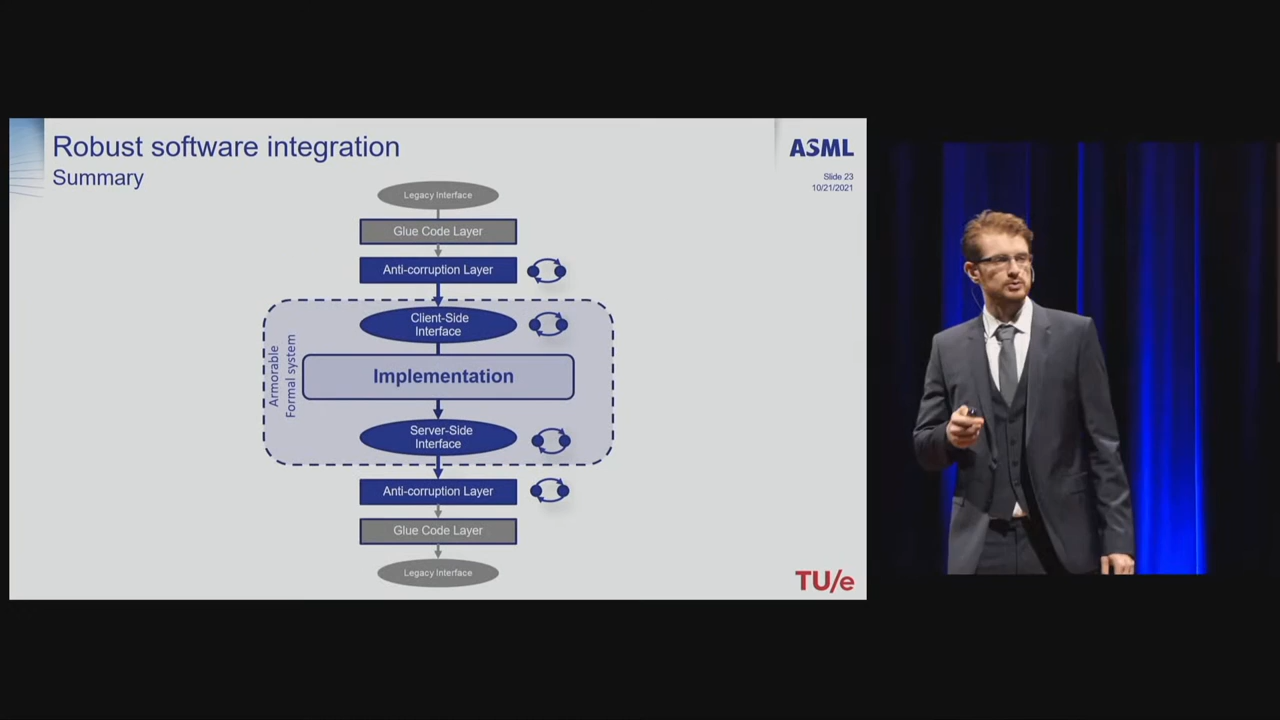 Robust software integration
Summary
ASML
Slide 23
10/21/2021
Legacy Interface
Glue Code Layer
Anti-corruption Layer
Client-Side
Interface
Armorable
Formal system
Implementation
Server-Side
Interface
Anti-corruption Layer
Glue Code Layer
Legacy Interface
TU/e